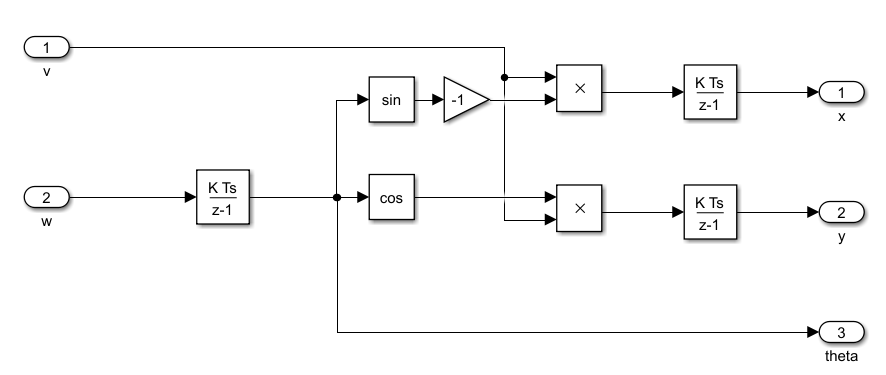 1
v
sin
-1
×
K Ts
z-1
1
x
2
w
K Ts
z-1
cos
×
K Ts
z-1
2
y
3
theta